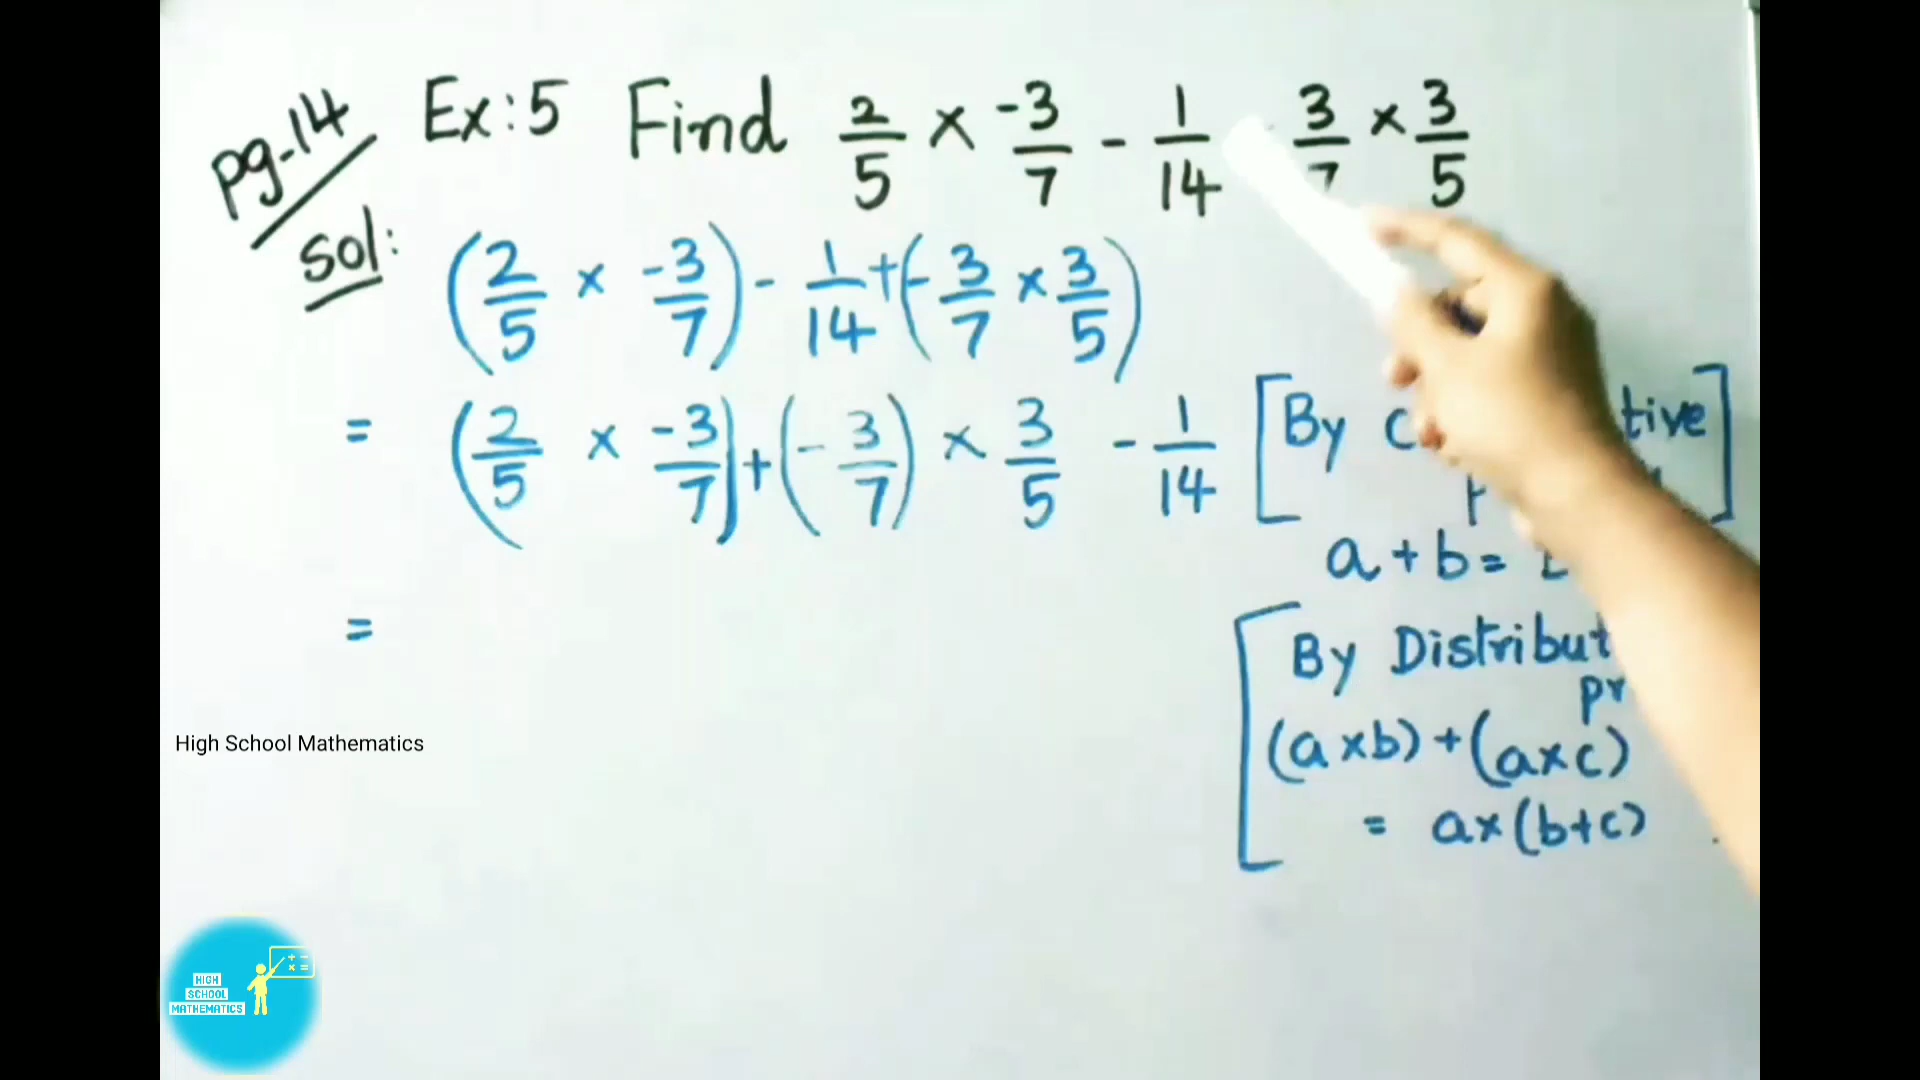 pg-14 Ex:5 Find 2/5 × -3/7 - 1/14 3/7 × 3/5
Sol:
(2/5 × -3/7) - 1/14 + (-3/7 × 3/5)
= (2/5 × -3/7) + (-3/7) × 3/5 - 1/14 [By
a + b =
=
[By
(a×b) + (a×c)
= a×(b+c)
High School Mathematics
HIGH
SCHOOL
MATHEMATICS